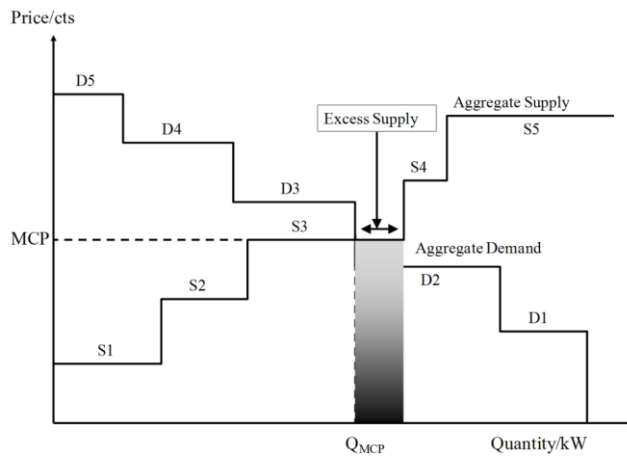 Price/cts
D5
D4
Excess Supply
Aggregate Supply
S5
S4
D3
S3
MCP
Aggregate Demand
D2
S2
D1
S1
Q_MCP
Quantity/kW